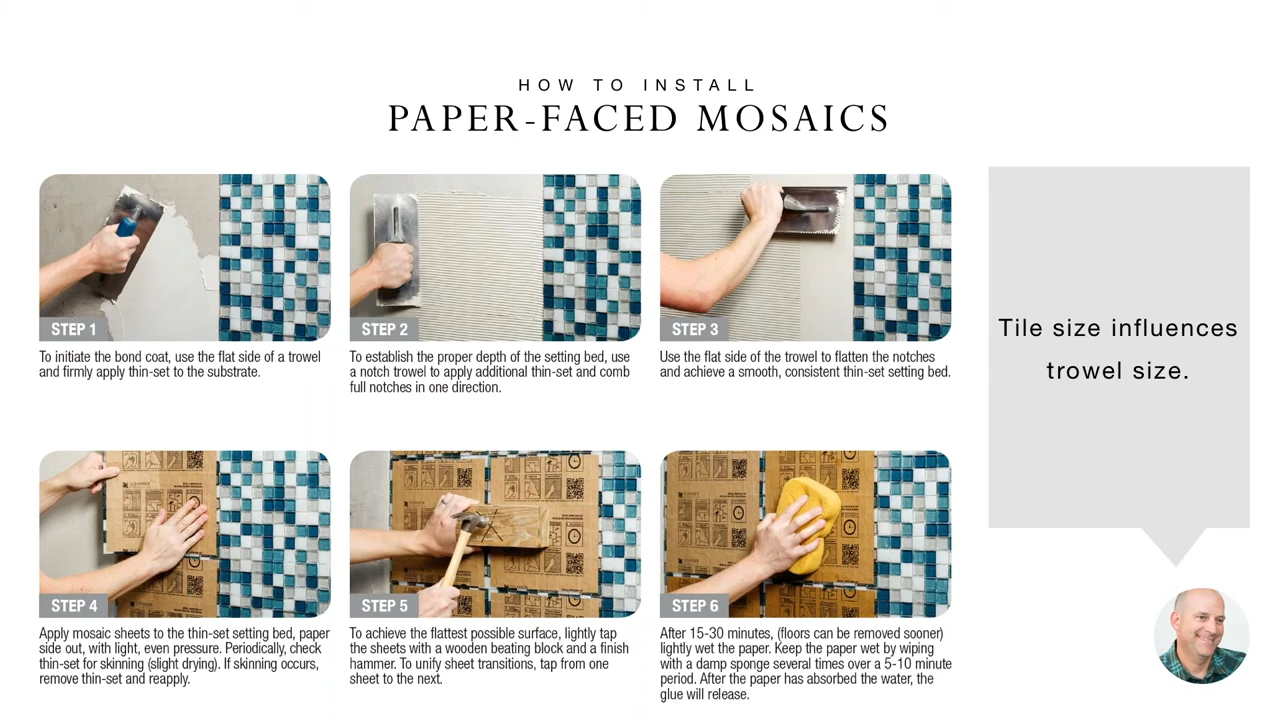 HOW TO INSTALL
PAPER-FACED MOSAICS
STEP 1
To initiate the bond coat, use the flat side of a trowel
and firmly apply thin-set to the substrate.
STEP 2
To establish the proper depth of the setting bed, use
a notch trowel to apply additional thin-set and comb
full notches in one direction.
STEP 3
Use the flat side of the trowel to flatten the notches
and achieve a smooth, consistent thin-set setting bed.
Tile size influences
trowel size.
STEP 4
Apply mosaic sheets to the thin-set setting bed, paper
side out, with light, even pressure. Periodically, check
thin-set for skinning (slight drying). If skinning occurs,
remove thin-set and reapply.
STEP 5
To achieve the flattest possible surface, lightly tap
the sheets with a wooden beating block and a finish
hammer. To unify sheet transitions, tap from one
sheet to the next.
STEP 6
After 15-30 minutes, (floors can be removed sooner)
lightly wet the paper. Keep the paper wet by wiping
with a damp sponge several times over a 5-10 minute
period. After the paper has absorbed the water, the
glue will release.